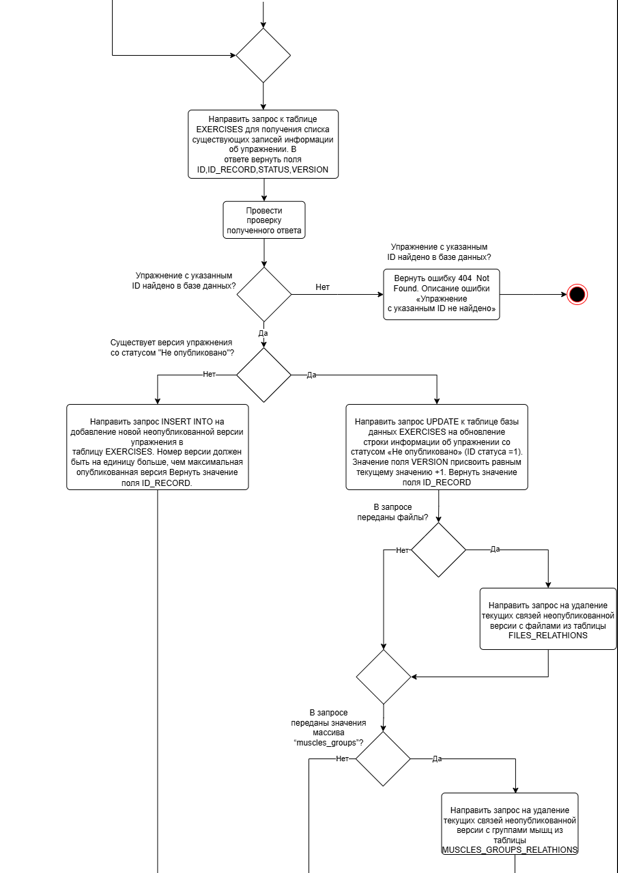 Направить запрос к таблице
EXERCISES для получения списка
существующих записей информации
об упражнении. В
ответе вернуть поля
ID,ID_RECORD,STATUS,VERSION
Провести
проверку
полученного ответа
Упражнение с указанным
ID найдено в базе данных?
Упражнение с указанным
ID найдено в базе данных?
Нет
Вернуть ошибку 404 Not
Found. Описание ошибки
«Упражнение
с указанным ID не найдено»
Да
Существует версия упражнения
со статусом "Не опубликовано"?
Нет
Да
Направить запрос INSERT INTO на
добавление новой неопубликованной версии
упражнения в
таблицу EXERCISES. Номер версии должен
быть на единицу больше, чем максимальная
опубликованная версия Вернуть значение
поля ID_RECORD.
Направить запрос UPDATE к таблице базы
данных EXERCISES на обновление
строки информации об упражнении со
статусом «Не опубликовано» (ID статуса =1).
Значение поля VERSION присвоить равным
текущему значению +1. Вернуть значение
поля ID_RECORD
В запросе
переданы файлы?
Нет
Да
Направить запрос на удаление
текущих связей неопубликованной
версии с файлами из таблицы
FILES_RELATHIONS
В запросе
переданы значения
массива
"muscles_groups"?
Нет
Да
Направить запрос на удаление
текущих связей неопубликованной
версии с группами мышц из
таблицы
MUSCLES_GROUPS_RELATHIONS